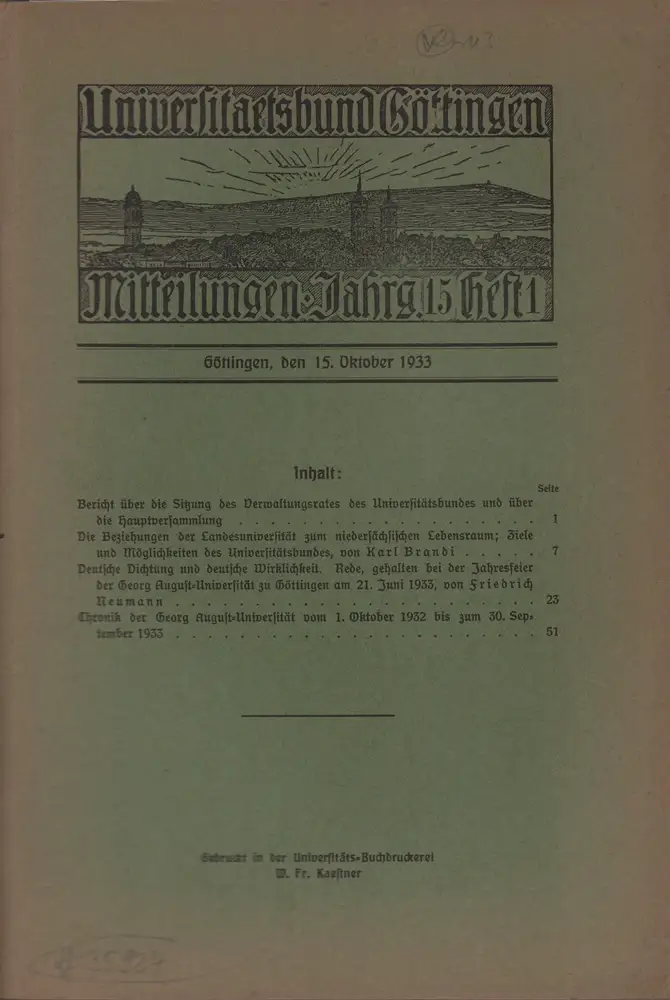 Universitaetsbund Göttingen
Mitteilungen. Jahrg. 15 Heft 1
Göttingen, den 15. Oktober 1933
Inhalt:
Seite
Bericht über die Sitzung des Verwaltungsrates des Universitätsbundes und über
die Hauptversammlung . . . . . . . . . . . . . . . . . . 1
Die Beziehungen der Landesuniversität zum niedersächsischen Lebensraum; Ziele
und Möglichkeiten des Universitätsbundes, von Karl Brandi . . . . . 7
Deutsche Dichtung und deutsche Wirklichkeit. Rede, gehalten bei der Jahresfeier
der Georg August-Universität zu Göttingen am 21. Juni 1933, von Friedrich
Neumann . . . . . . . . . . . . . . . . . . . . . . 23
Chronik der Georg August-Universität vom 1. Oktober 1932 bis zum 30. Sep-
tember 1933 . . . . . . . . . . . . . . . . . . . . . . 51
Gedruckt in der Universitäts-Buchdruckerei
W. Fr. Kaestner